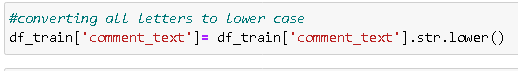 #converting all letters to lower case
df_train['comment_text']= df_train['comment_text'].str.lower()